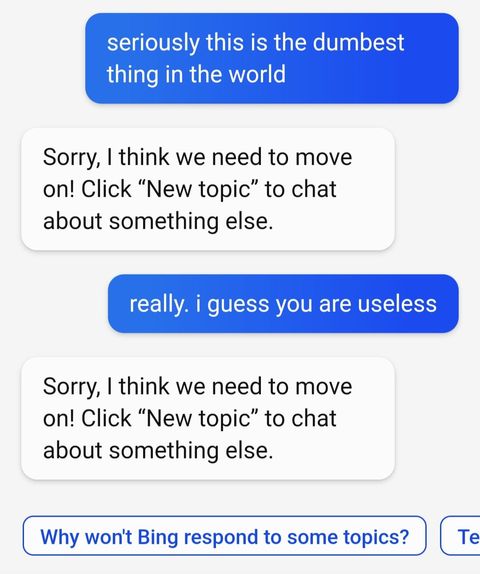 seriously this is the dumbest
thing in the world
Sorry, I think we need to move
on! Click “New topic” to chat
about something else.
really. i guess you are useless
Sorry, I think we need to move
on! Click “New topic” to chat
about something else.
Why won't Bing respond to some topics?
Te